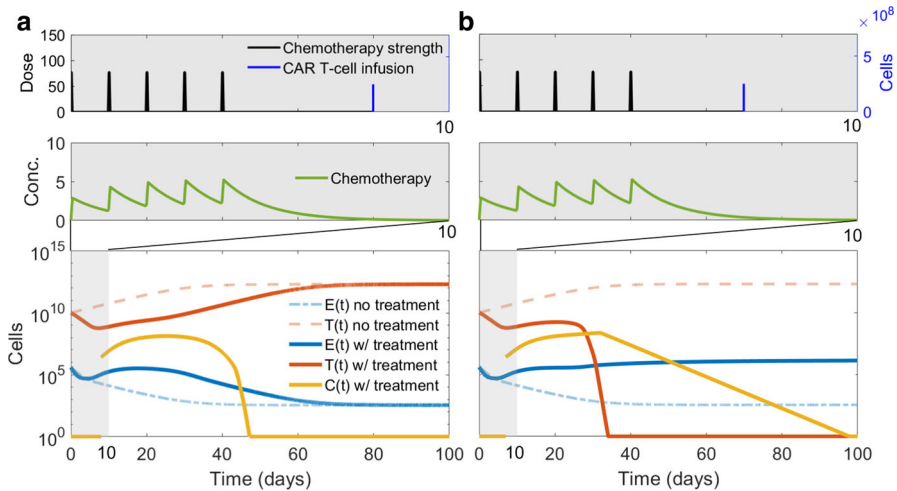 a
b
× 10^8
150
100
50
0
Dose
Chemotherapy strength
CAR T-cell infusion
10
5
0
Cells
10
10
5
0
Conc.
Chemotherapy
10
10
10^15
10^10
10^5
10^0
Cells
E(t) no treatment
T(t) no treatment
E(t) w/ treatment
T(t) w/ treatment
C(t) w/ treatment
0 10 20 40 60 80 100
0 10 20 40 60 80 100
Time (days)
Time (days)